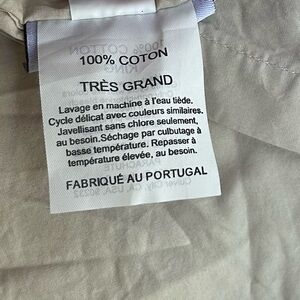 100% COTON
TRÈS GRAND
Lavage en machine à l'eau tiède.
Cycle délicat avec couleurs similaires.
Javellisant sans chlore seulement,
au besoin.Séchage par culbutage à
basse température. Repasser à
température élevée, au besoin.
FABRIQUÉ AU PORTUGAL